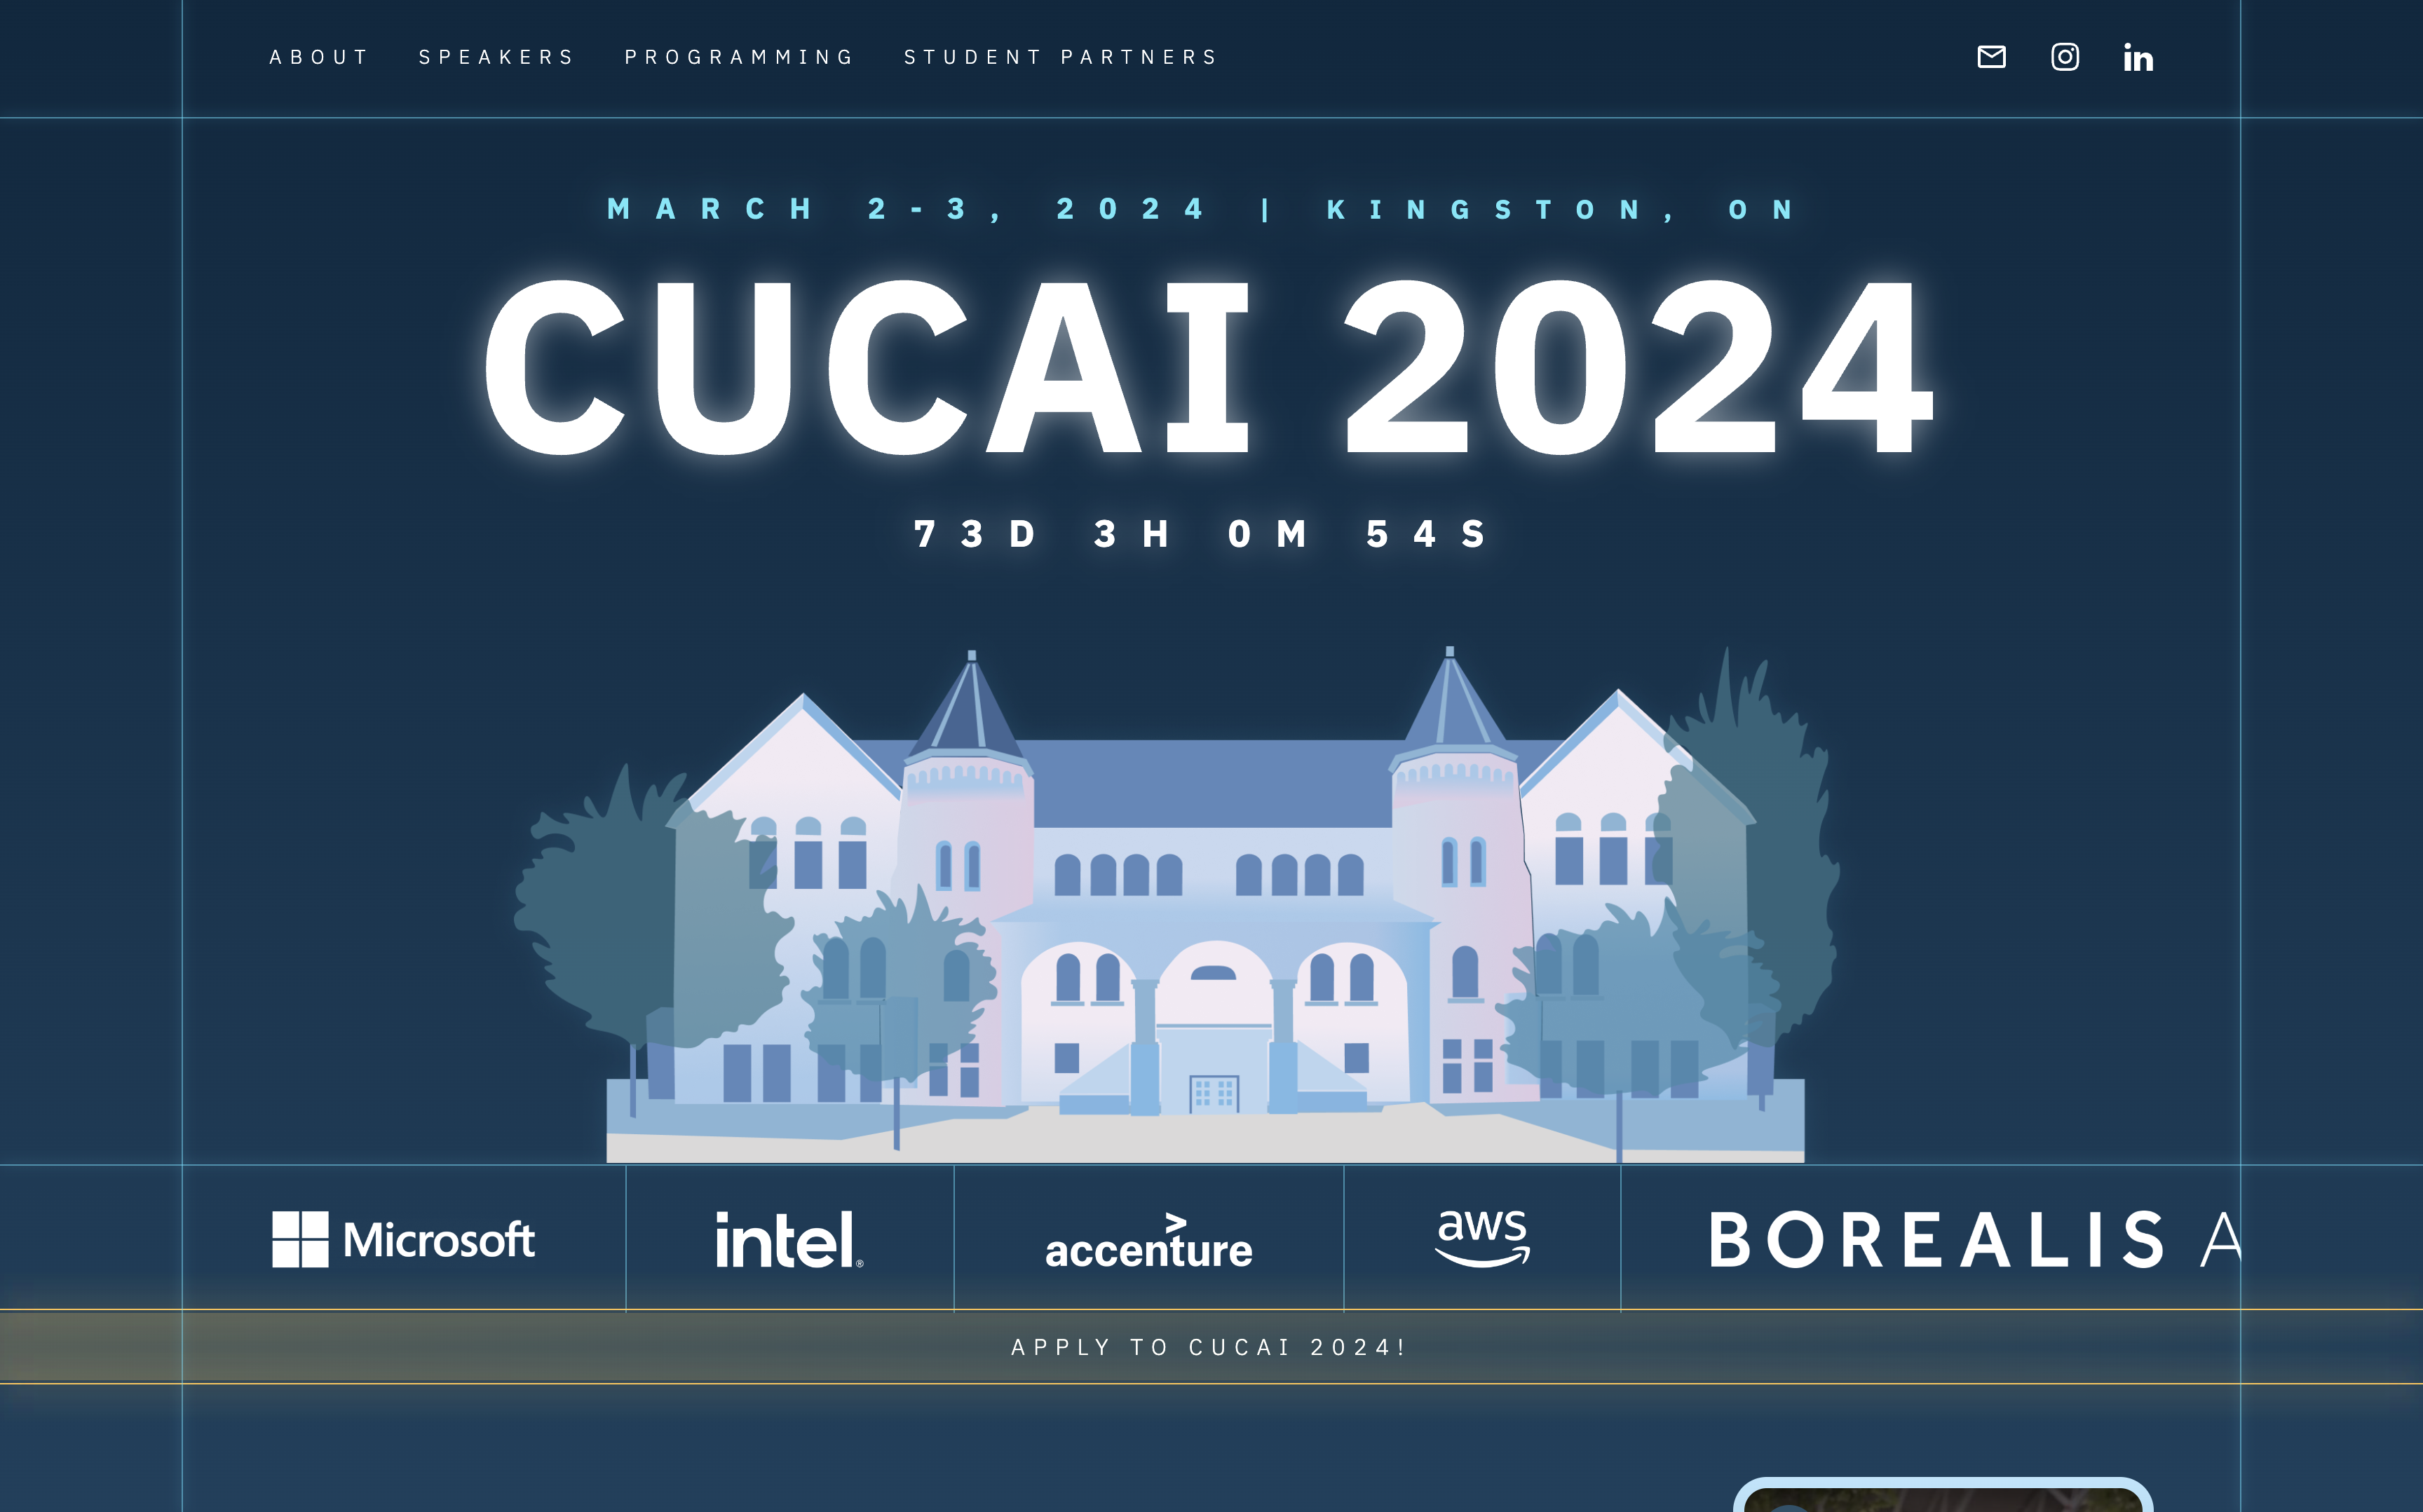 ABOUT SPEAKERS PROGRAMMING STUDENT PARTNERS
MARCH 2-3, 2024 | KINGSTON, ON
CUCAI 2024
73D 3H 0M 54S
Microsoft intel® accenture aws BOREALIS A
APPLY TO CUCAI 2024!